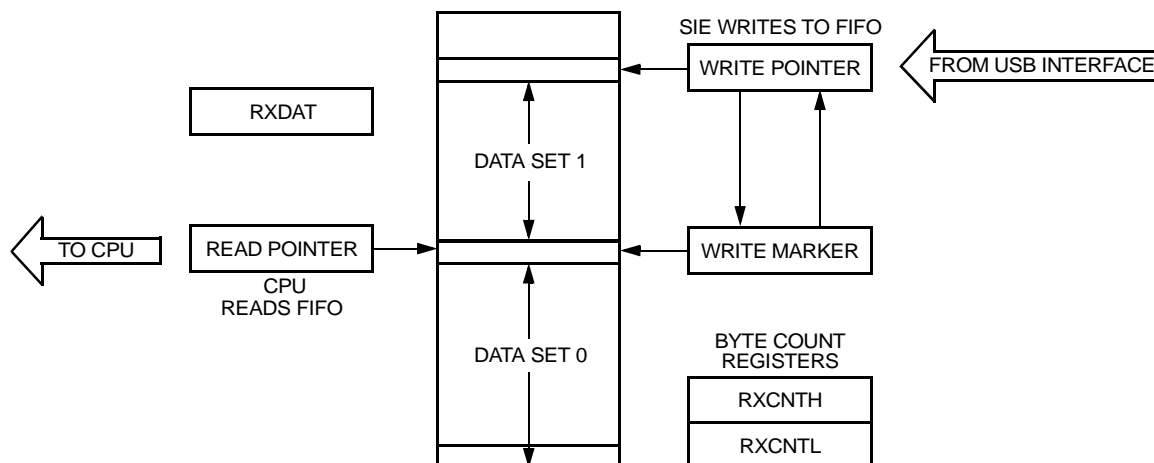 SIE WRITES TO FIFO
WRITE POINTER
FROM USB INTERFACE
RXDAT
DATA SET 1
TO CPU
READ POINTER
WRITE MARKER
CPU
READS FIFO
BYTE COUNT
REGISTERS
DATA SET 0
RXCNTH
RXCNTL